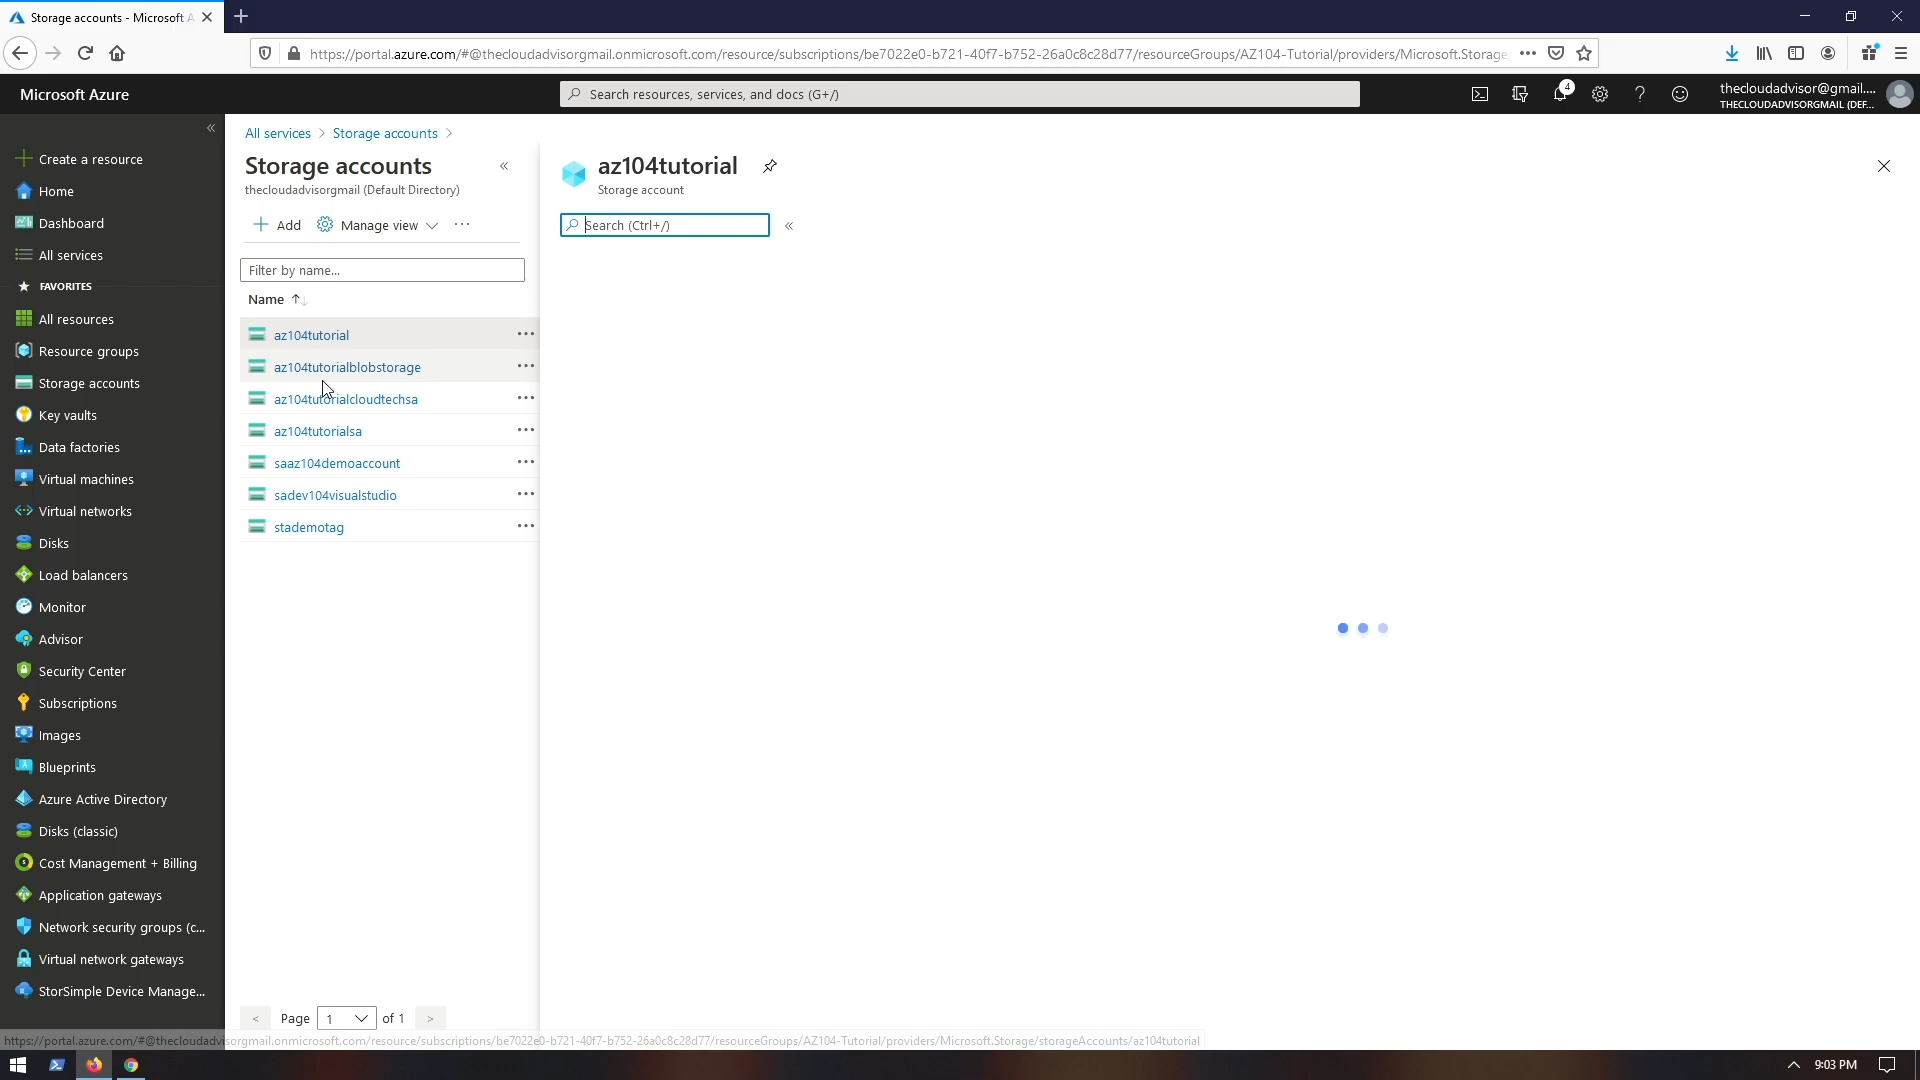 Storage accounts - Microsoft A
https://portal.azure.com/#@thecloudadvisorgmail.onmicrosoft.com/resource/subscriptions/be7022e0-b721-40f7-b752-26a0c8c28d77/resourceGroups/AZ104-Tutorial/providers/Microsoft.Storage
Microsoft Azure
Search resources, services, and docs (G+/)
4
thecloudadvisor@gmail....
THECLOUDADVISORGMAIL (DEF...
Create a resource
Home
Dashboard
All services
FAVORITES
All resources
Resource groups
Storage accounts
Key vaults
Data factories
Virtual machines
Virtual networks
Disks
Load balancers
Monitor
Advisor
Security Center
Subscriptions
Images
Blueprints
Azure Active Directory
Disks (classic)
Cost Management + Billing
Application gateways
Network security groups (c...
Virtual network gateways
StorSimple Device Manage...
All services > Storage accounts >
Storage accounts
thecloudadvisorgmail (Default Directory)
Add
Manage view
Filter by name...
Name
az104tutorial
az104tutorialblobstorage
az104tutorialcloudtechsa
az104tutorialsa
saaz104demoaccount
sadev104visualstudio
stademotag
< Page 1 of 1 >
az104tutorial
Storage account
Search (Ctrl+/)
https://portal.azure.com/#@thecloudadvisorgmail.onmicrosoft.com/resource/subscriptions/be7022e0-b721-40f7-b752-26a0c8c28d77/resourceGroups/AZ104-Tutorial/providers/Microsoft.Storage/storageAccounts/az104tutorial
9:03 PM